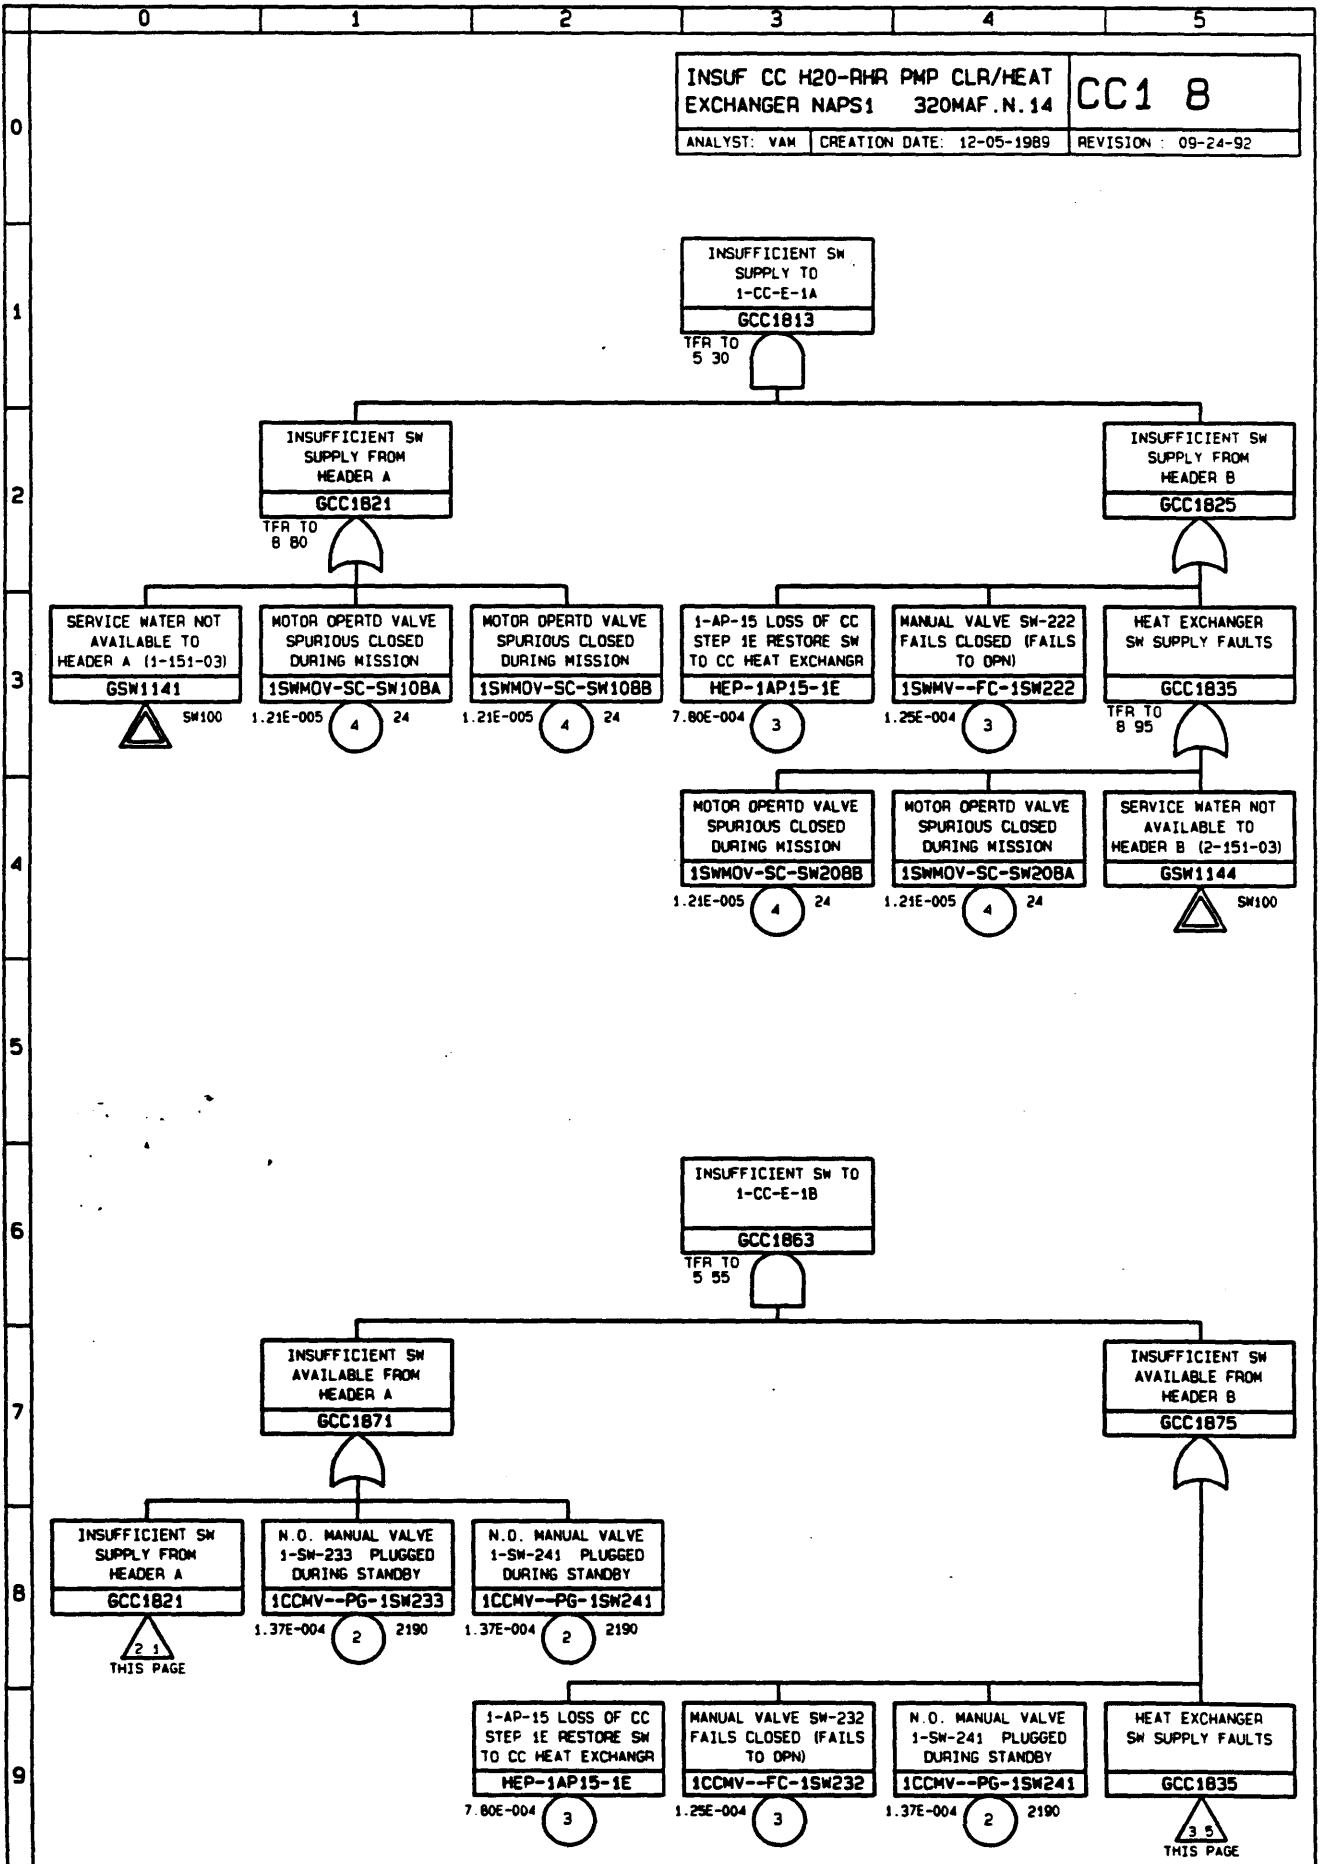 0 1 2 3 4 5
INSUF CC H20-RHR PMP CLR/HEAT
EXCHANGER NAPS1 320MAF.N.14
CC1 8
ANALYST: VAM CREATION DATE: 12-05-1989 REVISION : 09-24-92
0
INSUFFICIENT SW
SUPPLY TO
1-CC-E-1A
GCC1813
TFR TO
5 30
1
INSUFFICIENT SW
SUPPLY FROM
HEADER A
GCC1821
TFR TO
8 80
INSUFFICIENT SW
SUPPLY FROM
HEADER B
GCC1825
2
SERVICE WATER NOT
AVAILABLE TO
HEADER A (1-151-03)
GSW1141
SW100
MOTOR OPERTD VALVE
SPURIOUS CLOSED
DURING MISSION
1SWMOV-SC-SW108A
1.21E-005 4 24
MOTOR OPERTD VALVE
SPURIOUS CLOSED
DURING MISSION
1SWMOV-SC-SW108B
1.21E-005 4 24
1-AP-15 LOSS OF CC
STEP 1E RESTORE SW
TO CC HEAT EXCHANGR
HEP-1AP15-1E
7.80E-004 3
MANUAL VALVE SW-222
FAILS CLOSED (FAILS
TO OPN)
1SWMV--FC-1SW222
1.25E-004 3
HEAT EXCHANGER
SW SUPPLY FAULTS
GCC1835
TFR TO
8 95
3
MOTOR OPERTD VALVE
SPURIOUS CLOSED
DURING MISSION
1SWMOV-SC-SW208B
1.21E-005 4 24
MOTOR OPERTD VALVE
SPURIOUS CLOSED
DURING MISSION
1SWMOV-SC-SW208A
1.21E-005 4 24
SERVICE WATER NOT
AVAILABLE TO
HEADER B (2-151-03)
GSW1144
SW100
4
5
INSUFFICIENT SW TO
1-CC-E-1B
GCC1863
TFR TO
5 55
6
INSUFFICIENT SW
AVAILABLE FROM
HEADER A
GCC1871
INSUFFICIENT SW
AVAILABLE FROM
HEADER B
GCC1875
7
INSUFFICIENT SW
SUPPLY FROM
HEADER A
GCC1821
2 1
THIS PAGE
N.O. MANUAL VALVE
1-SW-233 PLUGGED
DURING STANDBY
1CCMV--PG-1SW233
1.37E-004 2 2190
N.O. MANUAL VALVE
1-SW-241 PLUGGED
DURING STANDBY
1CCMV--PG-1SW241
1.37E-004 2 2190
8
1-AP-15 LOSS OF CC
STEP 1E RESTORE SW
TO CC HEAT EXCHANGR
HEP-1AP15-1E
7.80E-004 3
MANUAL VALVE SW-232
FAILS CLOSED (FAILS
TO OPN)
1CCMV--FC-1SW232
1.25E-004 3
N.O. MANUAL VALVE
1-SW-241 PLUGGED
DURING STANDBY
1CCMV--PG-1SW241
1.37E-004 2 2190
HEAT EXCHANGER
SW SUPPLY FAULTS
GCC1835
3 5
THIS PAGE
9